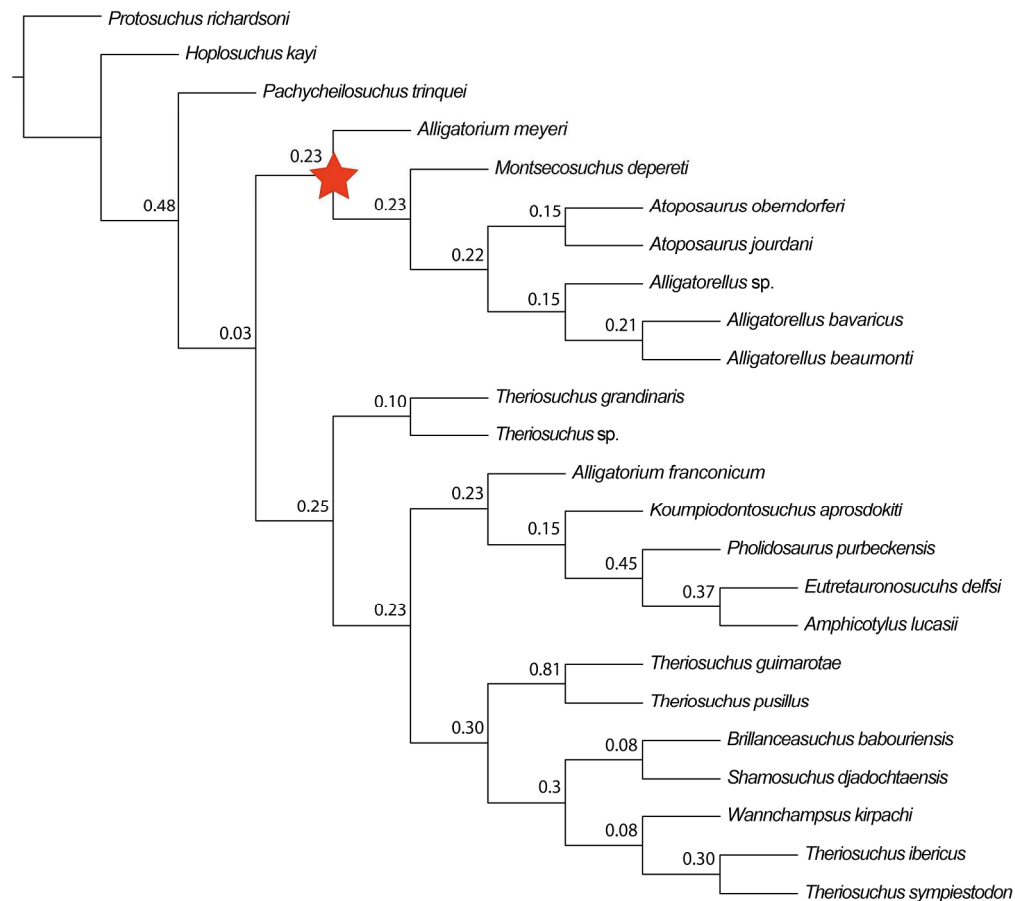 Protosuchus richardsoni
Hoplosuchus kayi
Pachycheilosuchus trinquei
Alligatorium meyeri
0.23
Montsecosuchus depereti
0.48
0.23
Atoposaurus oberndorferi
0.15
Atoposaurus jourdani
0.22
Alligatorellus sp.
0.15
Alligatorellus bavaricus
0.21
0.03
Alligatorellus beaumonti
Theriosuchus grandinaris
0.10
Theriosuchus sp.
Alligatorium franconicum
0.23
0.25
Koumpiodontosuchus aprosdokiti
0.15
Pholidosaurus purbeckensis
0.45
Eutretauronosucuhs delfsi
0.37
0.23
Amphicotylus lucasii
Theriosuchus guimarotae
0.81
Theriosuchus pusillus
0.30
Brillanceasuchus babouriensis
0.08
Shamosuchus djadochtaensis
0.3
Wannchampsus kirpachi
0.08
Theriosuchus ibericus
0.30
Theriosuchus sympiestodon